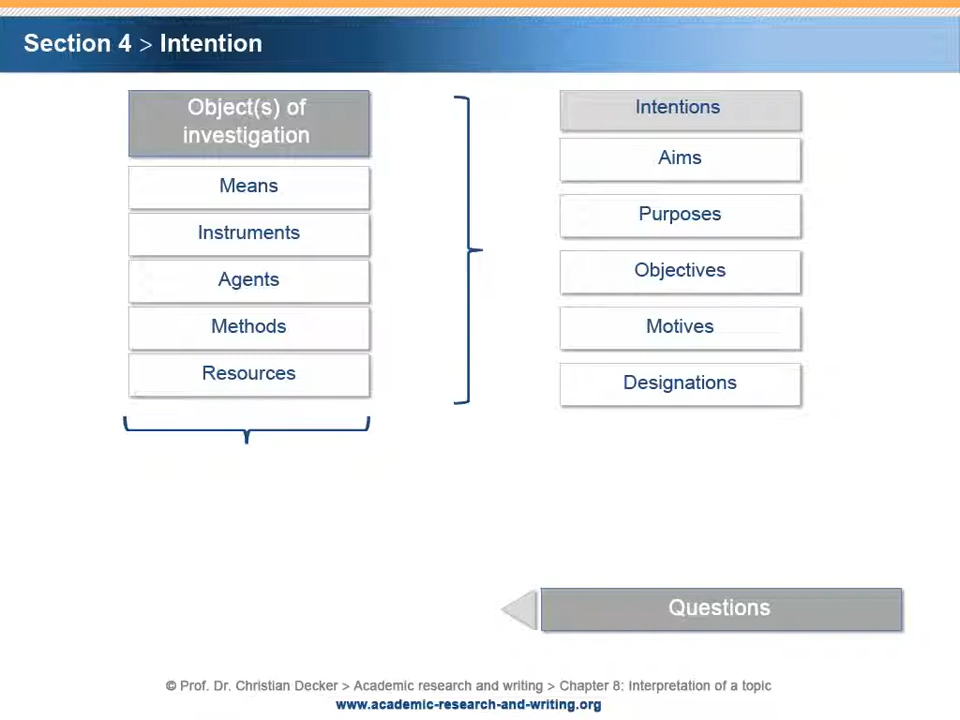 Section 4 > Intention
Object(s) of
investigation
Means
Instruments
Agents
Methods
Resources
Intentions
Aims
Purposes
Objectives
Motives
Designations
Questions
© Prof. Dr. Christian Decker > Academic research and writing > Chapter 8: Interpretation of a topic
www.academic-research-and-writing.org